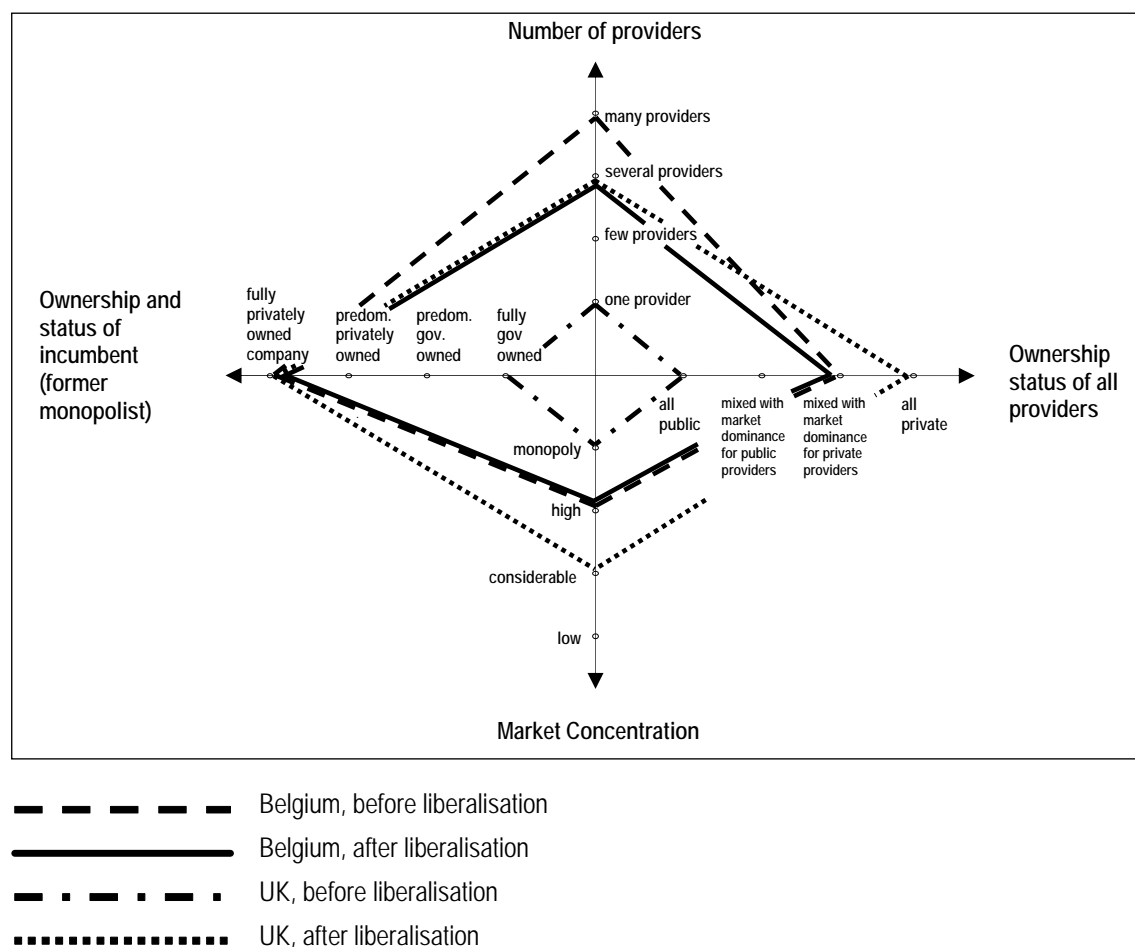 Number of providers
many providers
several providers
few providers
one provider
Ownership and
status of
incumbent
(former
monopolist)
fully
privately
owned
company
predom.
privately
owned
predom.
gov.
owned
fully
gov
owned
Ownership
status of all
providers
all
public
mixed with
market
dominance
for public
providers
mixed with
market
dominance
for private
providers
all
private
monopoly
high
considerable
low
Market Concentration
Belgium, before liberalisation
Belgium, after liberalisation
UK, before liberalisation
UK, after liberalisation